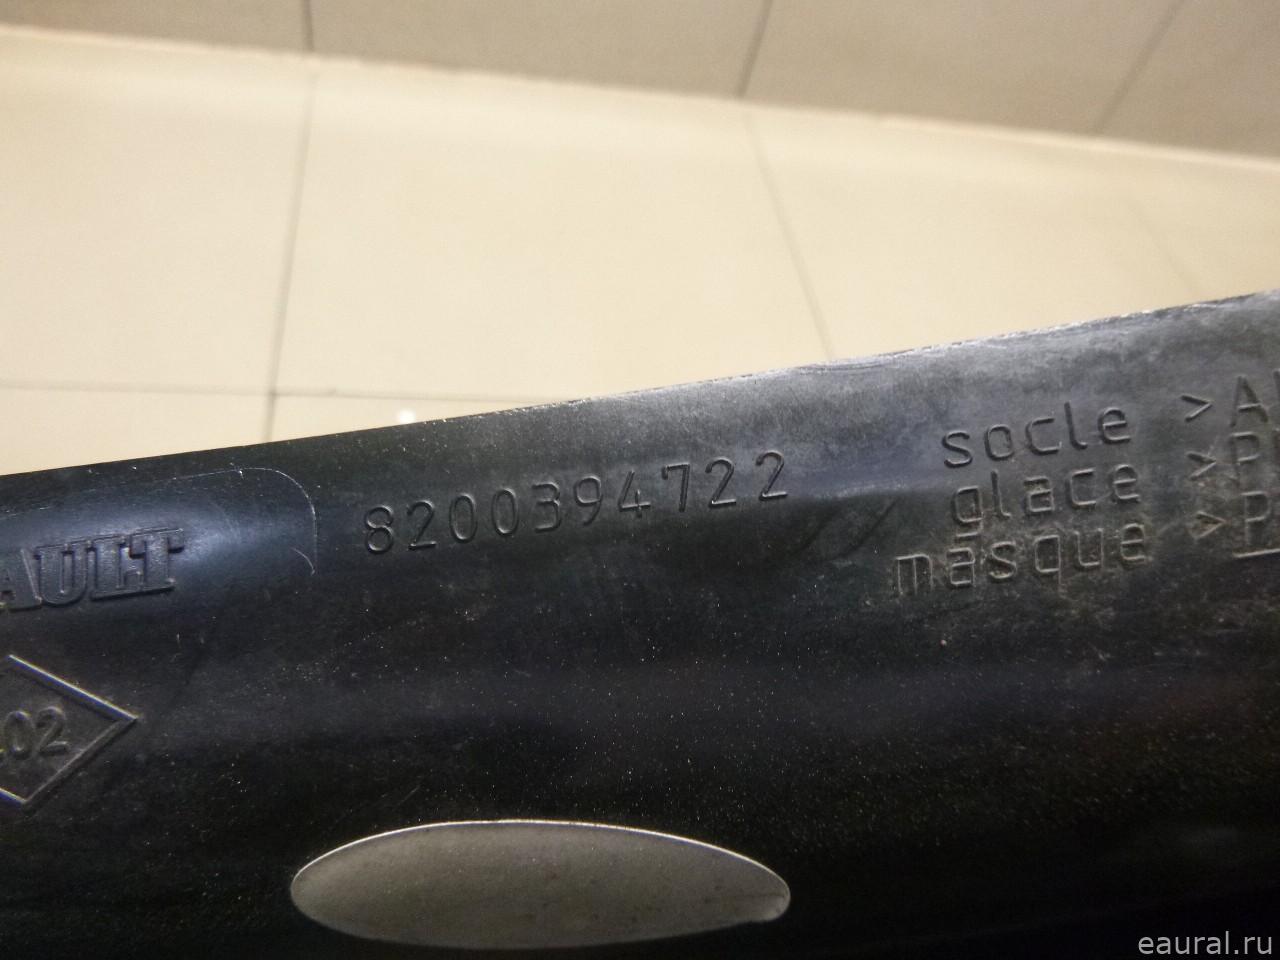 8200394722
socle >A
glace >P
masque >P
AULT
02
eaural.ru